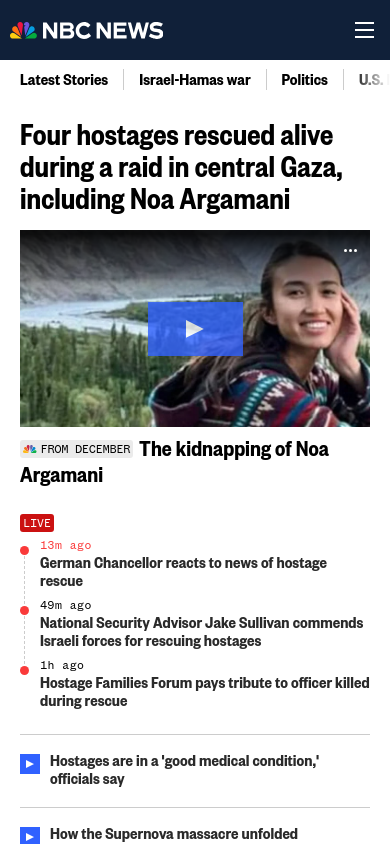 NBC NEWS
Latest Stories
Israel-Hamas war
Politics
U.S.
Four hostages rescued alive
during a raid in central Gaza,
including Noa Argamani
FROM DECEMBER The kidnapping of Noa
Argamani
LIVE
13m ago
German Chancellor reacts to news of hostage
rescue
49m ago
National Security Advisor Jake Sullivan commends
Israeli forces for rescuing hostages
1h ago
Hostage Families Forum pays tribute to officer killed
during rescue
Hostages are in a 'good medical condition,'
officials say
How the Supernova massacre unfolded